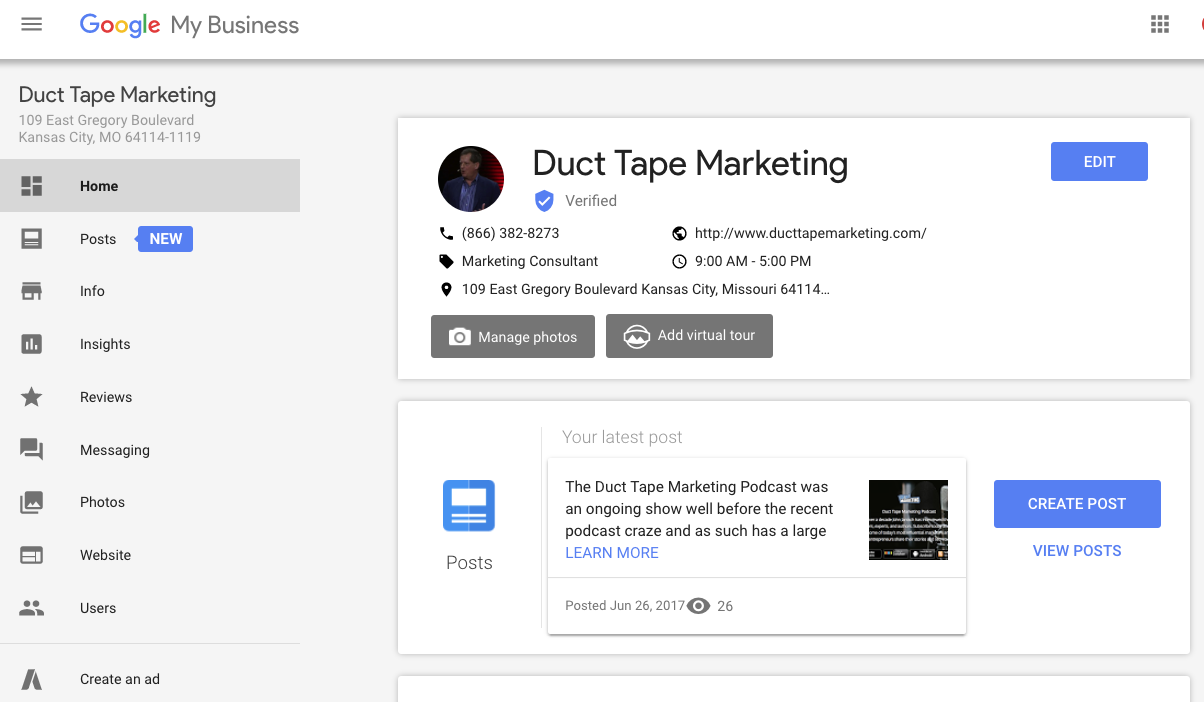 Google My Business
Duct Tape Marketing
109 East Gregory Boulevard
Kansas City, MO 64114-1119
Home
Posts NEW
Info
Insights
Reviews
Messaging
Photos
Website
Users
Create an ad
Duct Tape Marketing
EDIT
Verified
(866) 382-8273
http://www.ducttapemarketing.com/
Marketing Consultant
9:00 AM - 5:00 PM
109 East Gregory Boulevard Kansas City, Missouri 64114…
Manage photos
Add virtual tour
Posts
Your latest post
The Duct Tape Marketing Podcast was
an ongoing show well before the recent
podcast craze and as such has a large
LEARN MORE
Duct Tape Marketing Podcast
Posted Jun 26, 2017 26
CREATE POST
VIEW POSTS